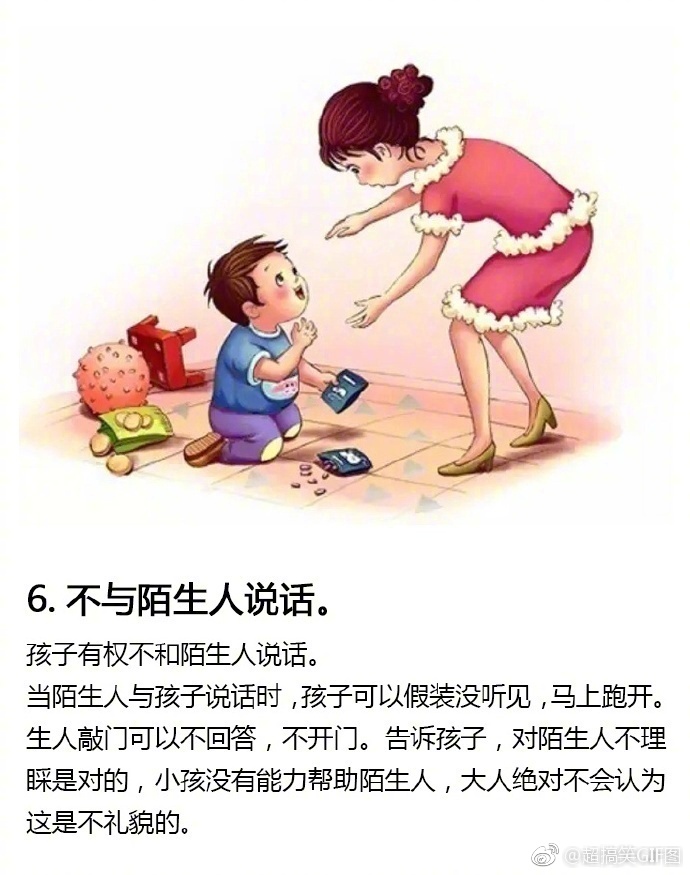 6. 不与陌生人说话。
孩子有权不和陌生人说话。
当陌生人与孩子说话时，孩子可以假装没听见，马上跑开。
生人敲门可以不回答，不开门。告诉孩子，对陌生人不理
睬是对的，小孩没有能力帮助陌生人，大人绝对不会认为
这是不礼貌的。
@超搞笑GIF图